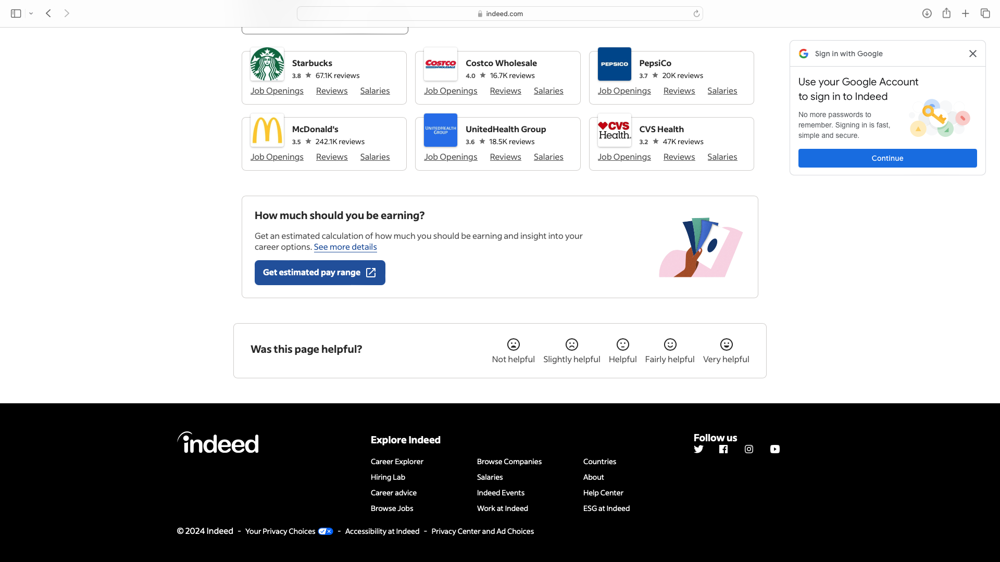 indeed.com
Starbucks
3.8 ★ 67.1K reviews
Job Openings Reviews Salaries
COSTCO
WHOLESALE
Costco Wholesale
4.0 ★ 16.7K reviews
Job Openings Reviews Salaries
PEPSICO
PepsiCo
3.7 ★ 20K reviews
Job Openings Reviews Salaries
McDonald's
3.5 ★ 242.1K reviews
Job Openings Reviews Salaries
UNITEDHEALTH
GROUP
UnitedHealth Group
3.6 ★ 18.5K reviews
Job Openings Reviews Salaries
CVS
Health.
CVS Health
3.2 ★ 47K reviews
Job Openings Reviews Salaries
Sign in with Google
Use your Google Account
to sign in to Indeed
No more passwords to
remember. Signing in is fast,
simple and secure.
Continue
How much should you be earning?
Get an estimated calculation of how much you should be earning and insight into your
career options. See more details
Get estimated pay range
Was this page helpful?
Not helpful Slightly helpful Helpful Fairly helpful Very helpful
indeed
Explore Indeed
Career Explorer Browse Companies Countries
Hiring Lab Salaries About
Career advice Indeed Events Help Center
Browse Jobs Work at Indeed ESG at Indeed
Follow us
© 2024 Indeed - Your Privacy Choices - Accessibility at Indeed - Privacy Center and Ad Choices